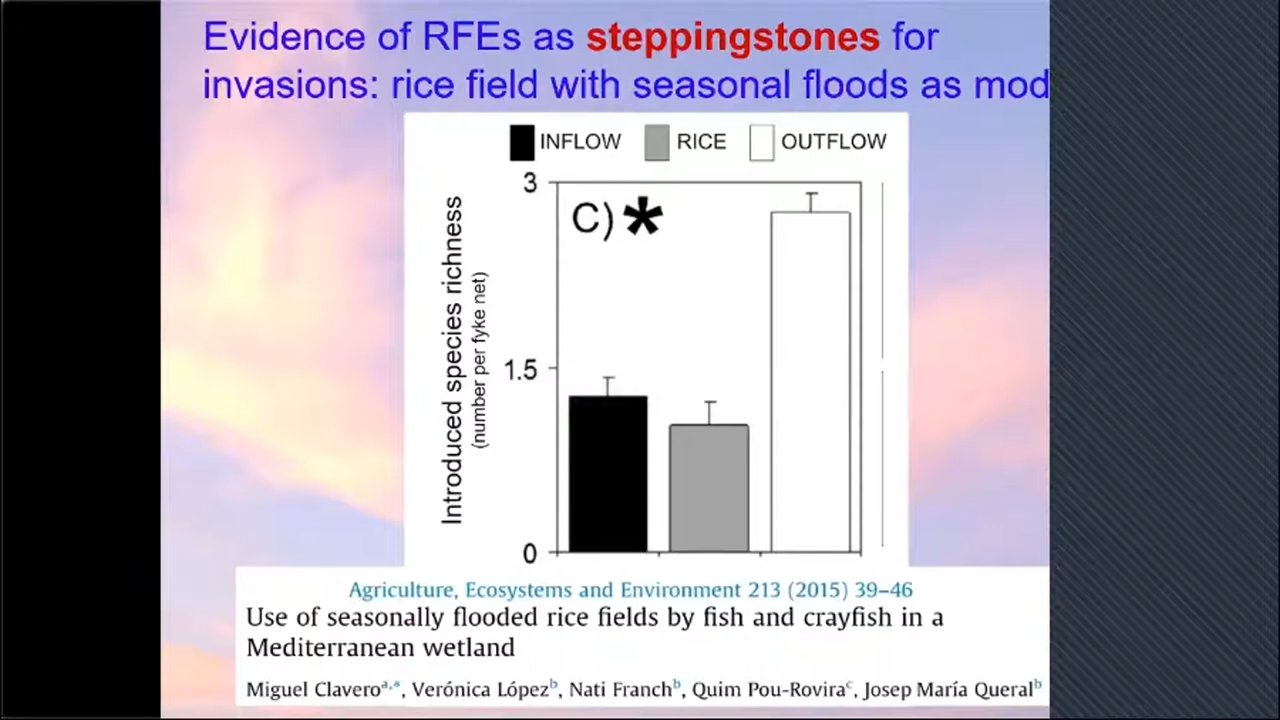 Evidence of RFEs as steppingstones for
invasions: rice field with seasonal floods as mod
INFLOW RICE OUTFLOW
3
C) *
1.5
0
Introduced species richness
(number per fyke net)
Agriculture, Ecosystems and Environment 213 (2015) 39–46
Use of seasonally flooded rice fields by fish and crayfish in a
Mediterranean wetland
Miguel Clavero a,*, Verónica López b, Nati Franch b, Quim Pou-Rovira c, Josep María Queral b